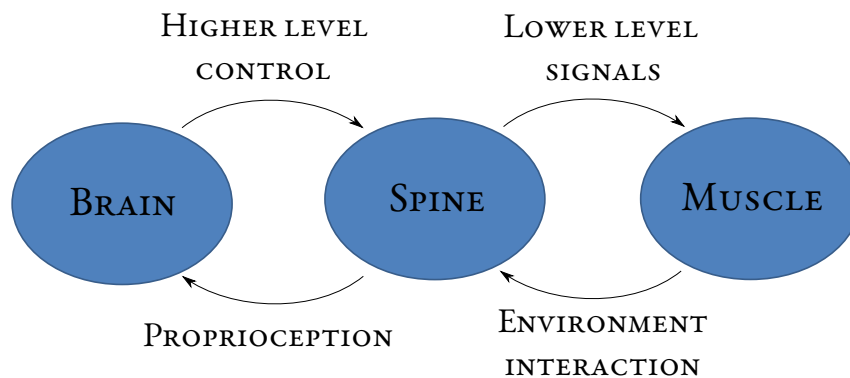 Higher level
control
Lower level
signals
Brain
Spine
Muscle
Proprioception
Environment
interaction